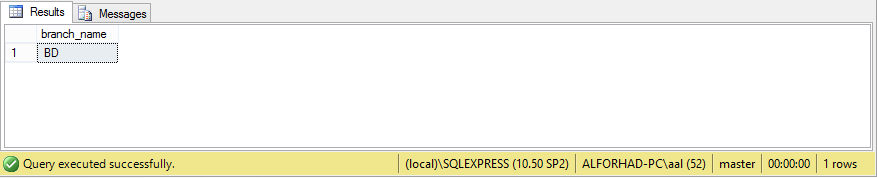 Results Messages
branch_name
1 BD
Query executed successfully. (local)\SQLEXPRESS (10.50 SP2) ALFORHAD-PC\aal (52) master 00:00:00 1 rows